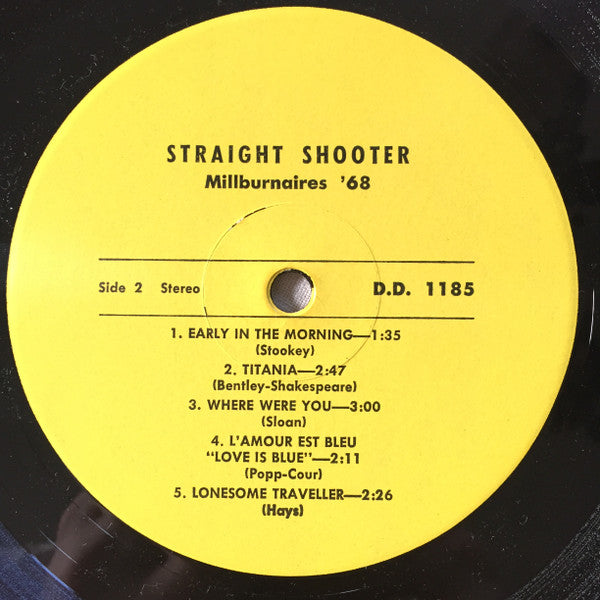 STRAIGHT SHOOTER
Millburnaires '68
Side 2 Stereo D.D. 1185
1. EARLY IN THE MORNING—1:35
(Stookey)
2. TITANIA—2:47
(Bentley-Shakespeare)
3. WHERE WERE YOU—3:00
(Sloan)
4. L'AMOUR EST BLEU
"LOVE IS BLUE"—2:11
(Popp-Cour)
5. LONESOME TRAVELLER—2:26
(Hays)